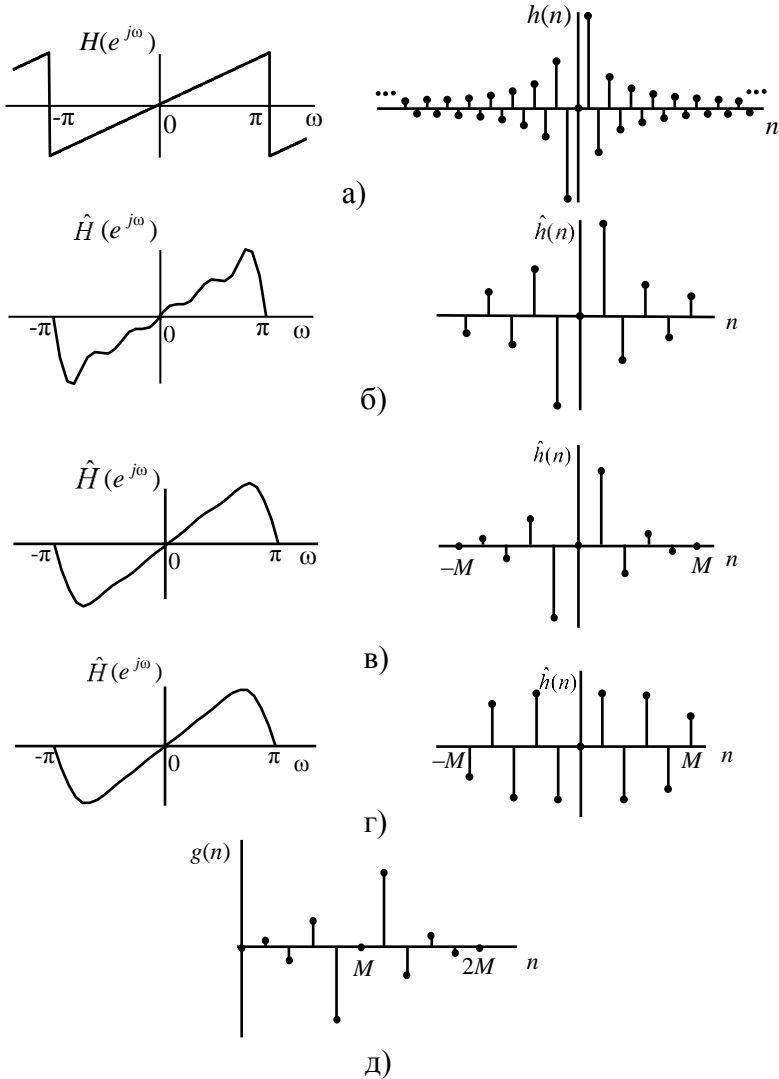 H(e^{jω})
h(n)
-π 0 π ω
n
а)
Ĥ(e^{jω})
ĥ(n)
-π 0 π ω
n
б)
Ĥ(e^{jω})
ĥ(n)
-π 0 π ω
−M M n
в)
Ĥ(e^{jω})
ĥ(n)
-π 0 π ω
−M M n
г)
g(n)
M 2M n
д)